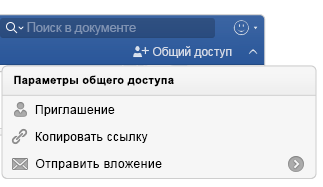 Поиск в документе
Общий доступ
Параметры общего доступа
Приглашение
Копировать ссылку
Отправить вложение